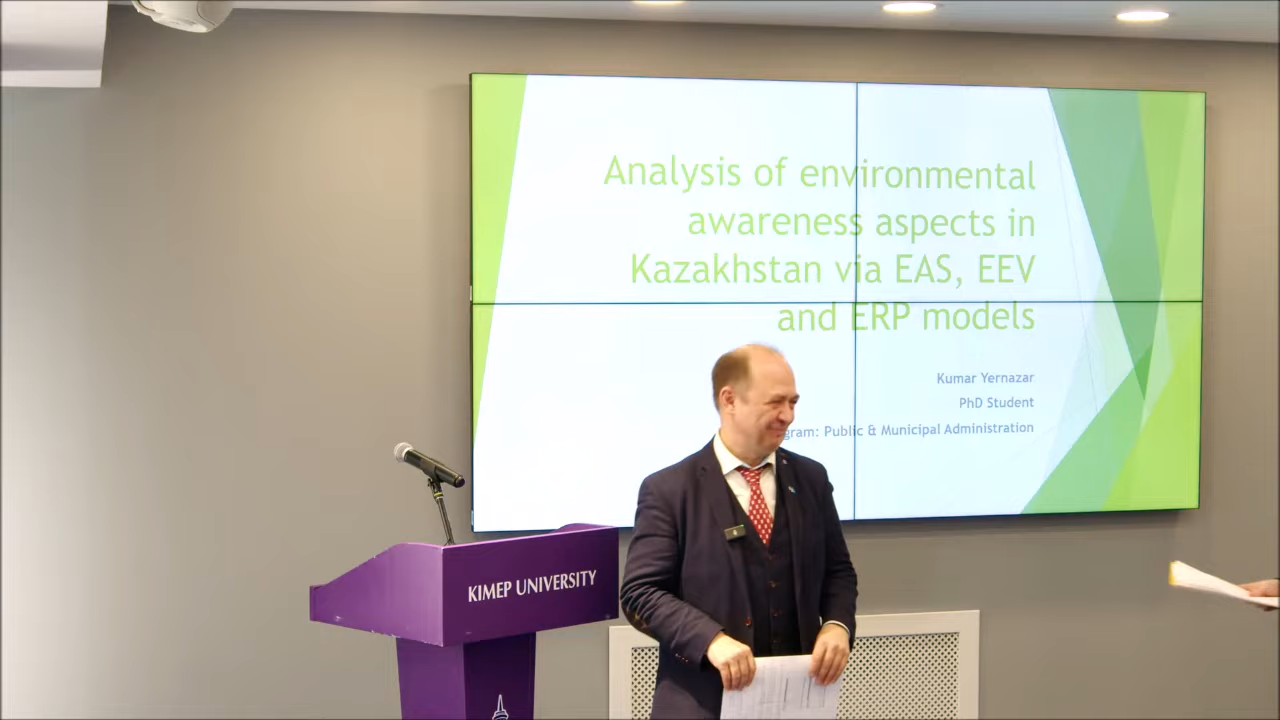 Analysis of environmental
awareness aspects in
Kazakhstan via EAS, EEV
and ERP models
Kumar Yernazar
PhD Student
Public & Municipal Administration
KIMEP UNIVERSITY